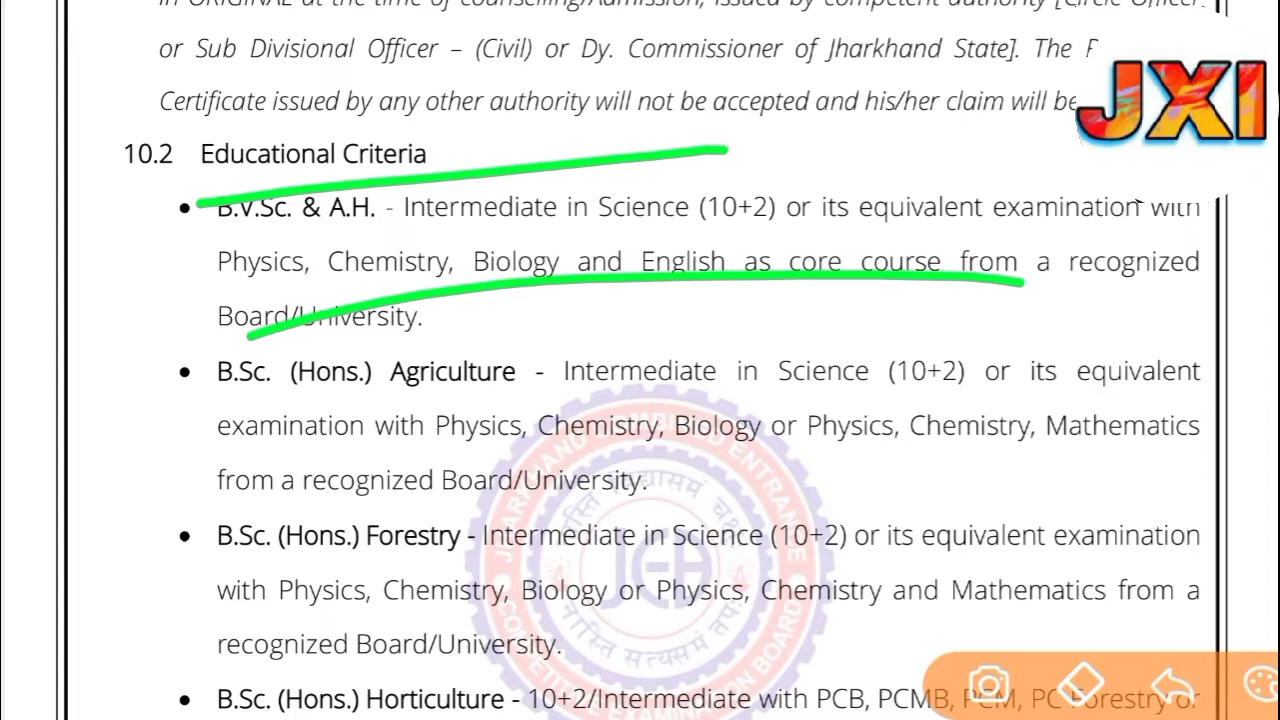 in ORIGINAL at the time of counselling/Admission, issued by competent authority [Circle Officer
or Sub Divisional Officer – (Civil) or Dy. Commissioner of Jharkhand State]. The
Certificate issued by any other authority will not be accepted and his/her claim will be
JXI
10.2 Educational Criteria
• B.V.Sc. & A.H. - Intermediate in Science (10+2) or its equivalent examination with
Physics, Chemistry, Biology and English as core course from a recognized
Board/University.
• B.Sc. (Hons.) Agriculture - Intermediate in Science (10+2) or its equivalent
examination with Physics, Chemistry, Biology or Physics, Chemistry, Mathematics
from a recognized Board/University.
• B.Sc. (Hons.) Forestry - Intermediate in Science (10+2) or its equivalent examination
with Physics, Chemistry, Biology or Physics, Chemistry and Mathematics from a
recognized Board/University.
• B.Sc. (Hons.) Horticulture - 10+2/Intermediate with PCB, PCMB, PCM, PC Forestry or